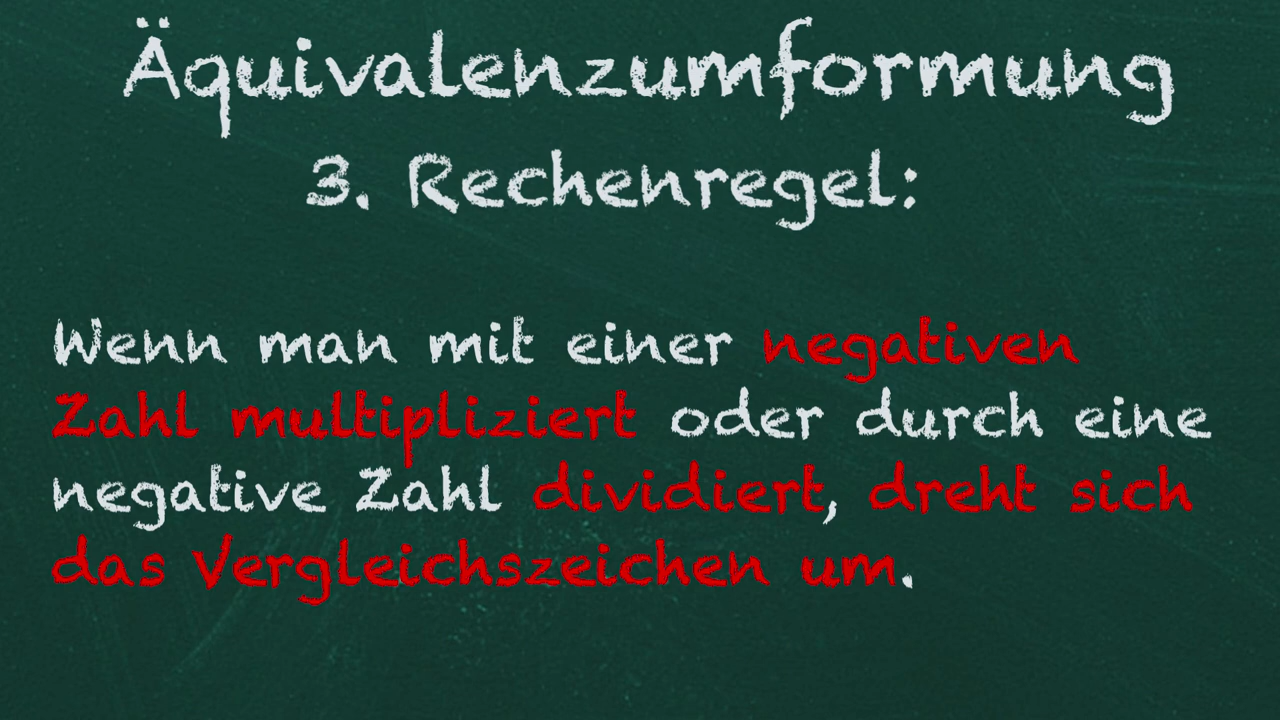 Äquivalenzumformung
3. Rechenregel:
Wenn man mit einer negativen
Zahl multipliziert oder durch eine
negative Zahl dividiert, dreht sich
das Vergleichszeichen um.